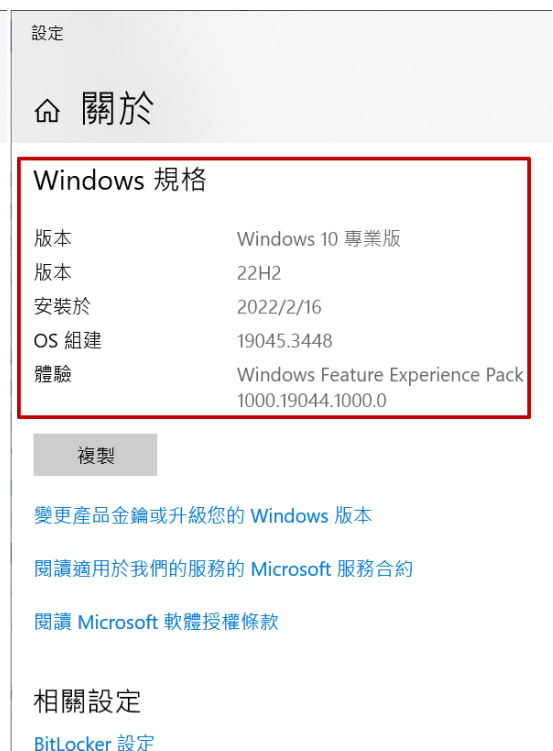 設定
關於
Windows 規格
版本 Windows 10 專業版
版本 22H2
安裝於 2022/2/16
OS 組建 19045.3448
體驗 Windows Feature Experience Pack
1000.19044.1000.0
複製
變更產品金鑰或升級您的 Windows 版本
閱讀適用於我們的服務的 Microsoft 服務合約
閱讀 Microsoft 軟體授權條款
相關設定
BitLocker 設定